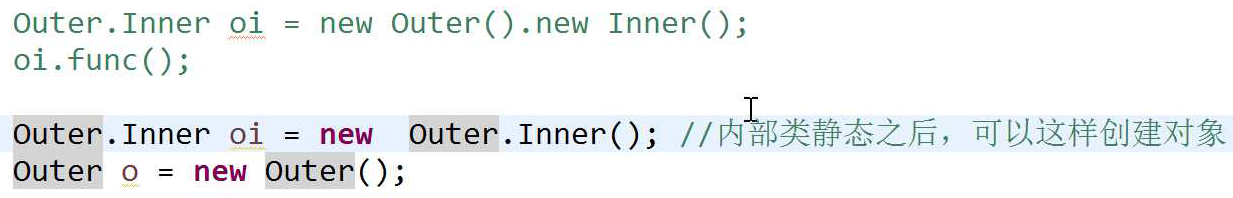 Outer.Inner oi = new Outer().new Inner();
oi.func();
Outer.Inner oi = new  Outer.Inner(); //内部类静态之后，可以这样创建对象
Outer o = new Outer();